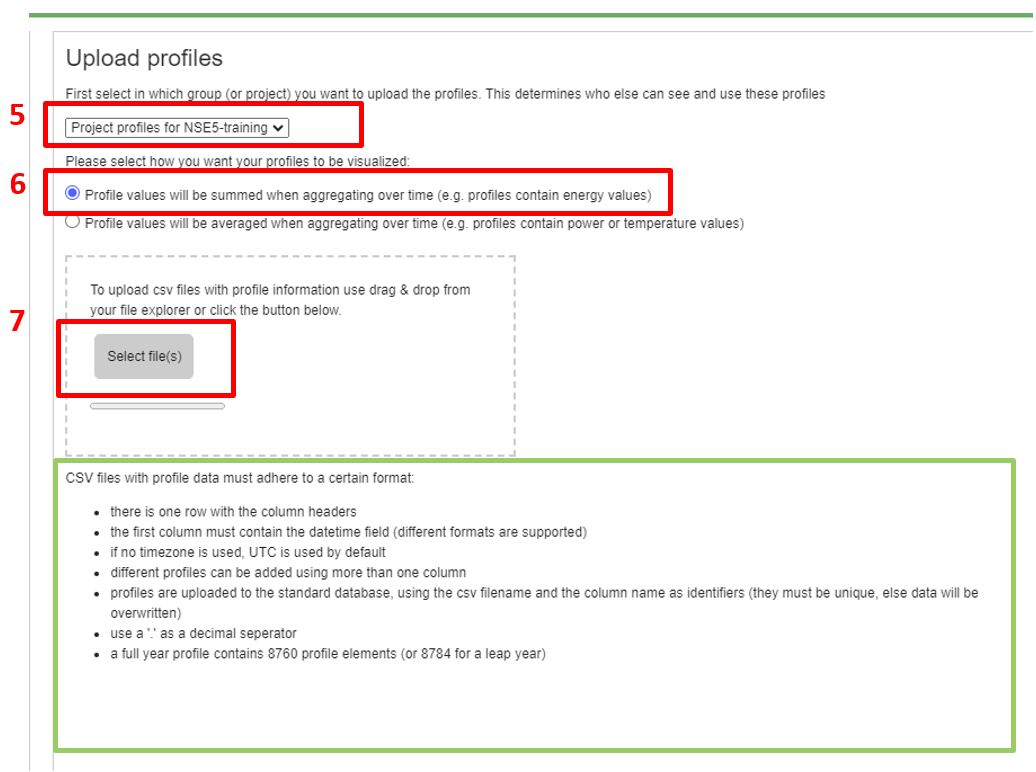 Upload profiles
First select in which group (or project) you want to upload the profiles. This determines who else can see and use these profiles
5
Project profiles for NSE5-training
Please select how you want your profiles to be visualized:
6
Profile values will be summed when aggregating over time (e.g. profiles contain energy values)
Profile values will be averaged when aggregating over time (e.g. profiles contain power or temperature values)
To upload csv files with profile information use drag & drop from
your file explorer or click the button below.
7
Select file(s)
CSV files with profile data must adhere to a certain format:
• there is one row with the column headers
• the first column must contain the datetime field (different formats are supported)
• if no timezone is used, UTC is used by default
• different profiles can be added using more than one column
• profiles are uploaded to the standard database, using the csv filename and the column name as identifiers (they must be unique, else data will be
overwritten)
• use a '.' as a decimal seperator
• a full year profile contains 8760 profile elements (or 8784 for a leap year)